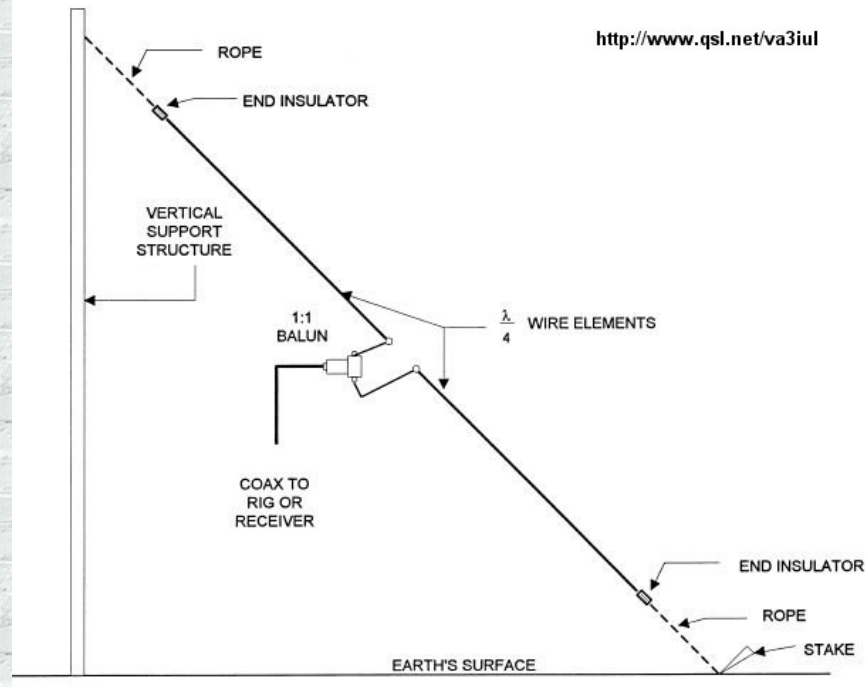 http://www.qsl.net/va3iul
ROPE
END INSULATOR
VERTICAL
SUPPORT
STRUCTURE
1:1
BALUN
λ
4
WIRE ELEMENTS
COAX TO
RIG OR
RECEIVER
END INSULATOR
ROPE
STAKE
EARTH'S SURFACE